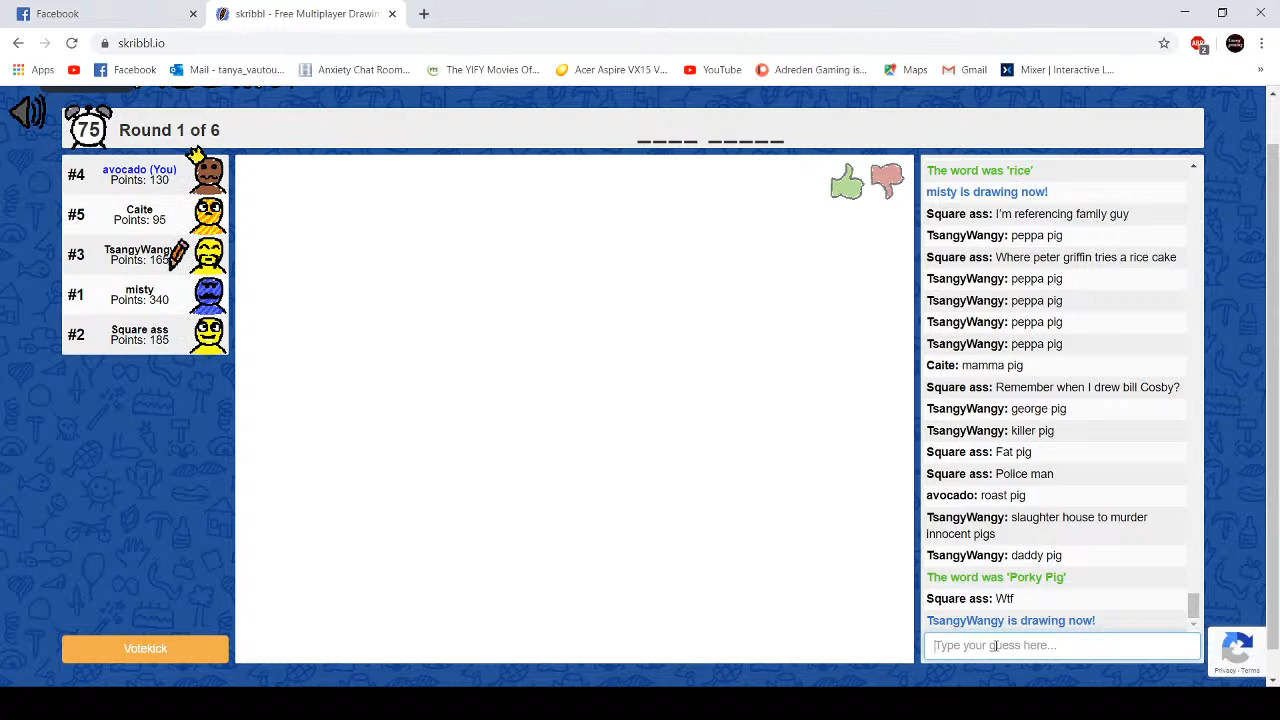 Facebook
skribbl - Free Multiplayer Drawin
skribbl.io
2
Apps
Facebook
Mail - tanya_vautou...
Anxiety Chat Room...
The YIFY Movies Of...
Acer Aspire VX15 V...
YouTube
Adreden Gaming is...
Maps
Gmail
Mixer | Interactive L...
»
75
Round 1 of 6
____ _____
#4
avocado (You)
Points: 130
#5
Caite
Points: 95
#3
TsangyWangy
Points: 165
#1
misty
Points: 340
#2
Square ass
Points: 185
Votekick
The word was 'rice'
misty is drawing now!
Square ass: I'm referencing family guy
TsangyWangy: peppa pig
Square ass: Where peter griffin tries a rice cake
TsangyWangy: peppa pig
TsangyWangy: peppa pig
TsangyWangy: peppa pig
TsangyWangy: peppa pig
Caite: mamma pig
Square ass: Remember when I drew bill Cosby?
TsangyWangy: george pig
TsangyWangy: killer pig
Square ass: Fat pig
Square ass: Police man
avocado: roast pig
TsangyWangy: slaughter house to murder
innocent pigs
TsangyWangy: daddy pig
The word was 'Porky Pig'
Square ass: Wtf
TsangyWangy is drawing now!
Type your guess here...
Privacy - Terms